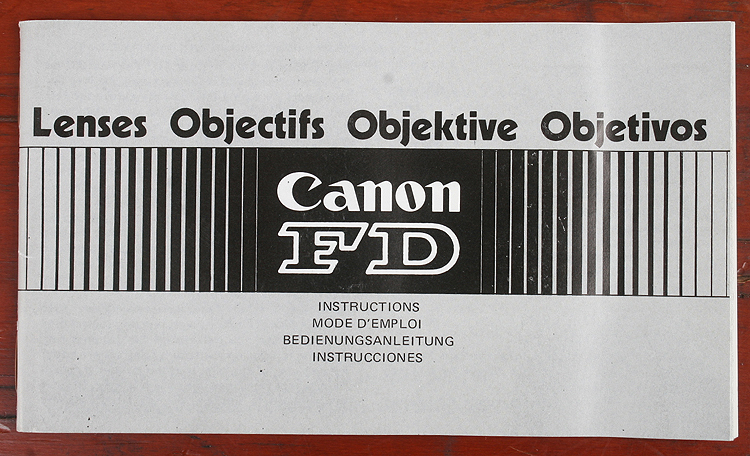 Lenses Objectifs Objektive Objetivos
Canon
FD
INSTRUCTIONS
MODE D'EMPLOI
BEDIENUNGSANLEITUNG
INSTRUCCIONES